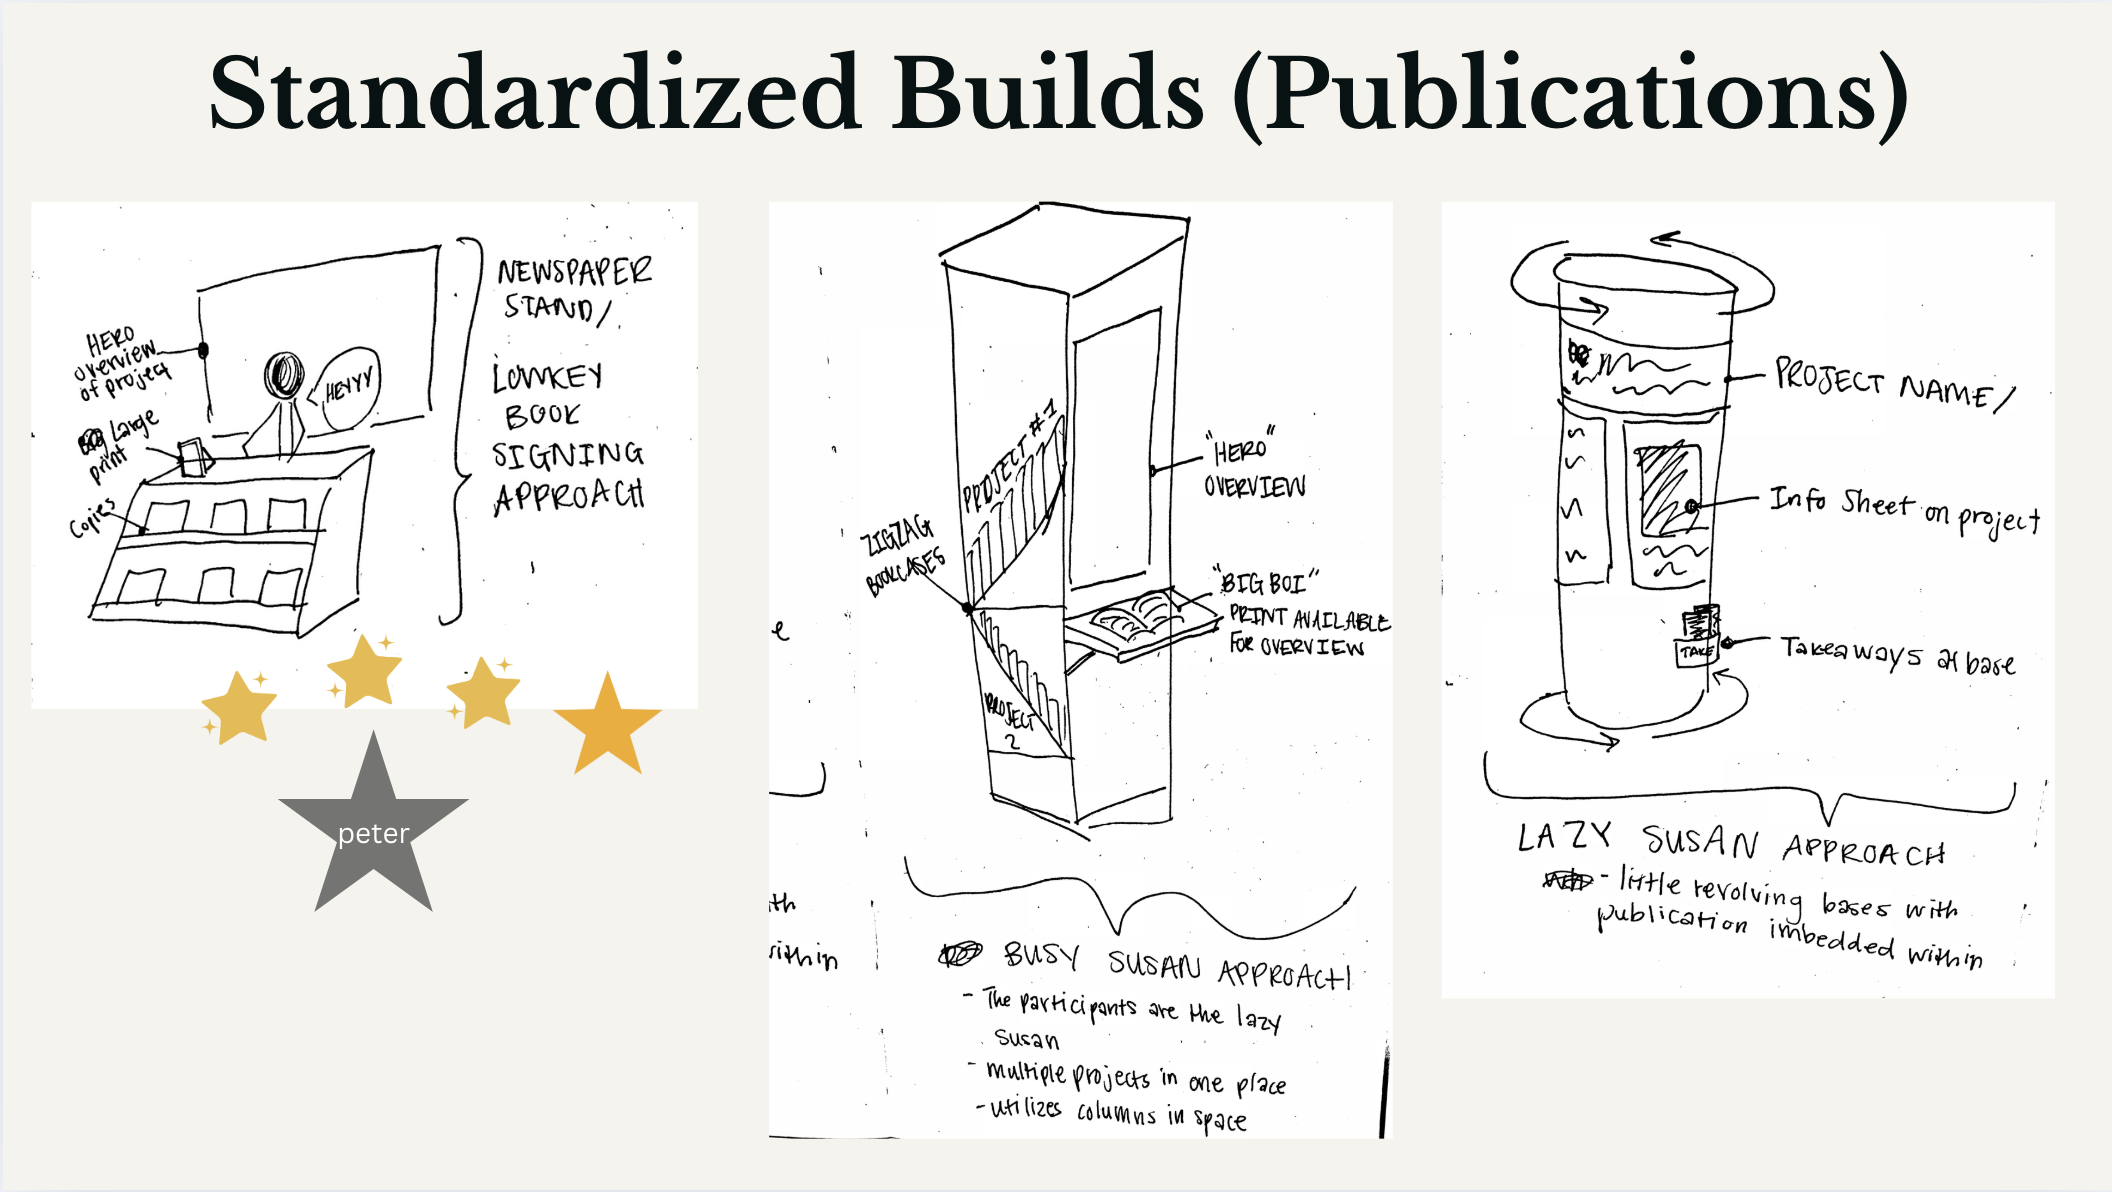 Standardized Builds (Publications)
HERO
overview
of project
Large
print
Copies
HEYYY
NEWSPAPER
STAND/
LOWKEY
BOOK
SIGNING
APPROACH
peter
e
th
within
PROJECT #1
ZIGZAG
BOOKCASES
PROJECT
2
"HERO"
OVERVIEW
"BIG BOI"
PRINT AVAILABLE
FOR OVERVIEW
BUSY SUSAN APPROACH
- The participants are the lazy
Susan
- multiple projects in one place
- utilizes columns in space
PROJECT NAME/
Info Sheet on project
TAKE
Takeaways at base
LAZY SUSAN APPROACH
- little revolving bases with
publication imbedded within